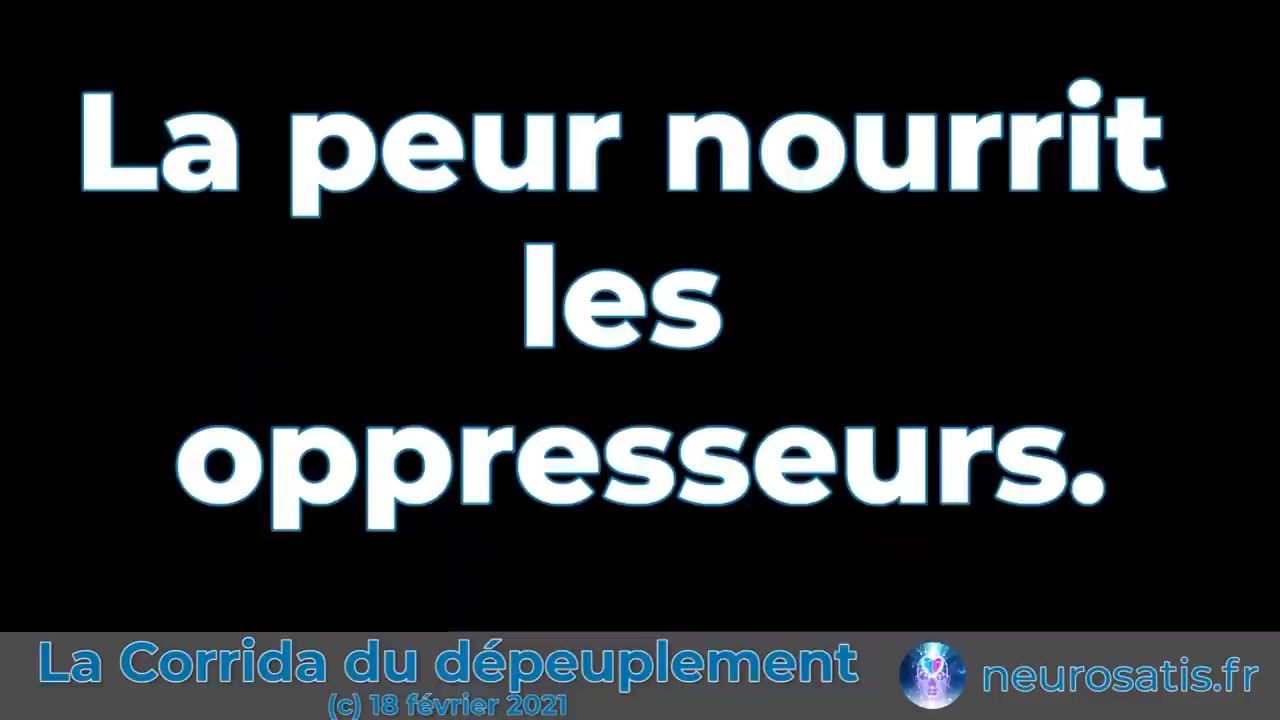 La peur nourrit
les
oppresseurs.
La Corrida du dépeuplement
(c) 18 février 2021
neurosatis.fr